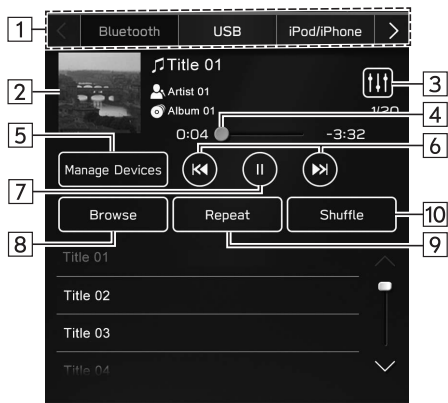 1 Bluetooth USB iPod/iPhone
Title 01 3
2 Artist 01
Album 01 1/20 4
5 0:04 -3:32 6
Manage Devices
7
Browse Repeat Shuffle 10
8 9
Title 01
Title 02
Title 03
Title 04